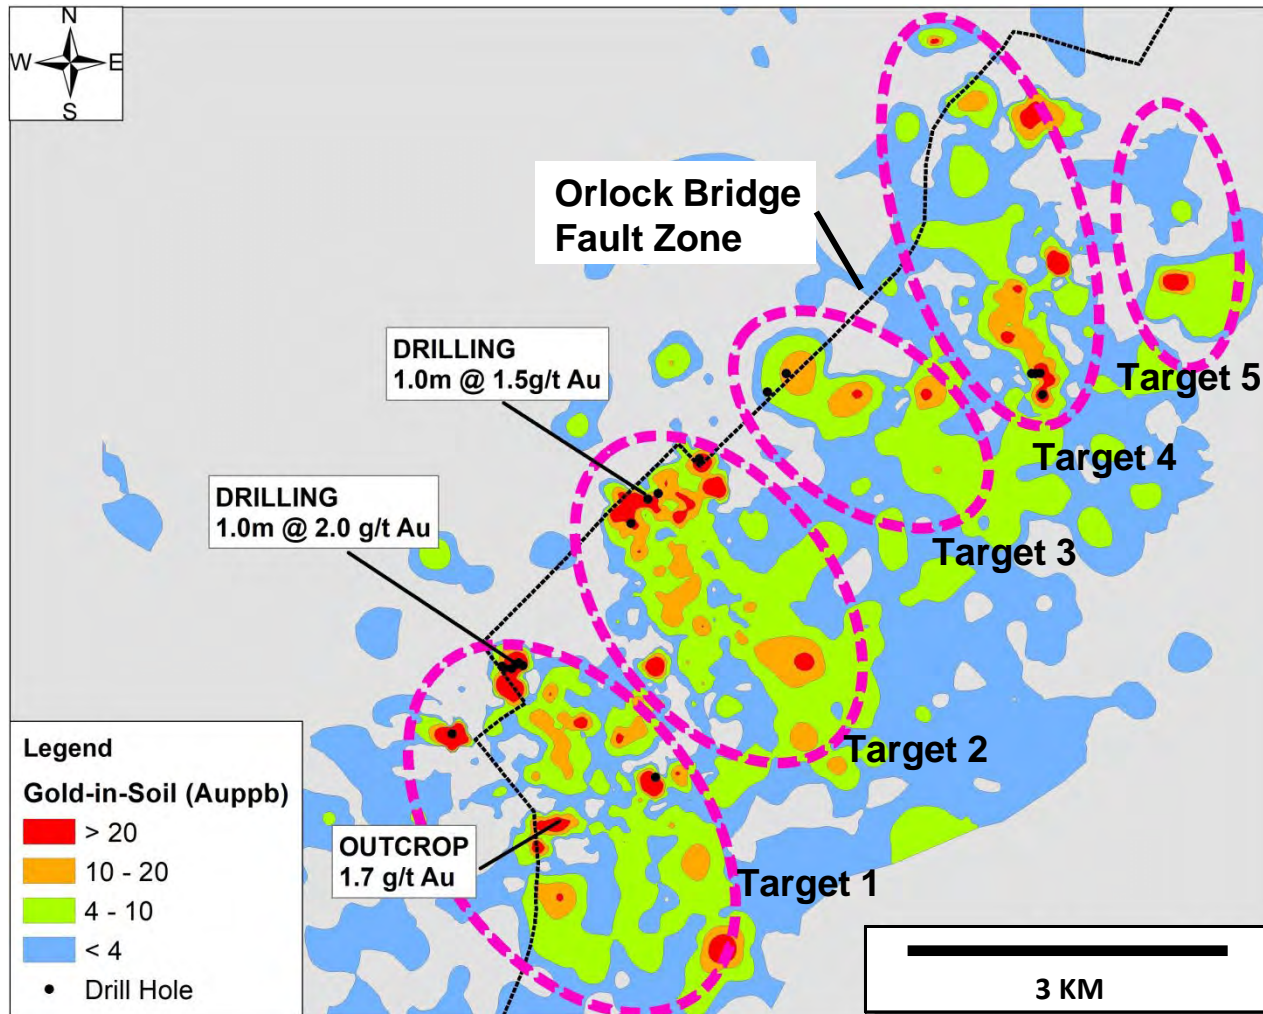 N
W E
S
Orlock Bridge
Fault Zone
DRILLING
1.0m @ 1.5g/t Au
Target 5
Target 4
DRILLING
1.0m @ 2.0 g/t Au
Target 3
Target 2
OUTCROP
1.7 g/t Au
Target 1
Legend
Gold-in-Soil (Auppb)
> 20
10 - 20
4 - 10
< 4
Drill Hole
3 KM